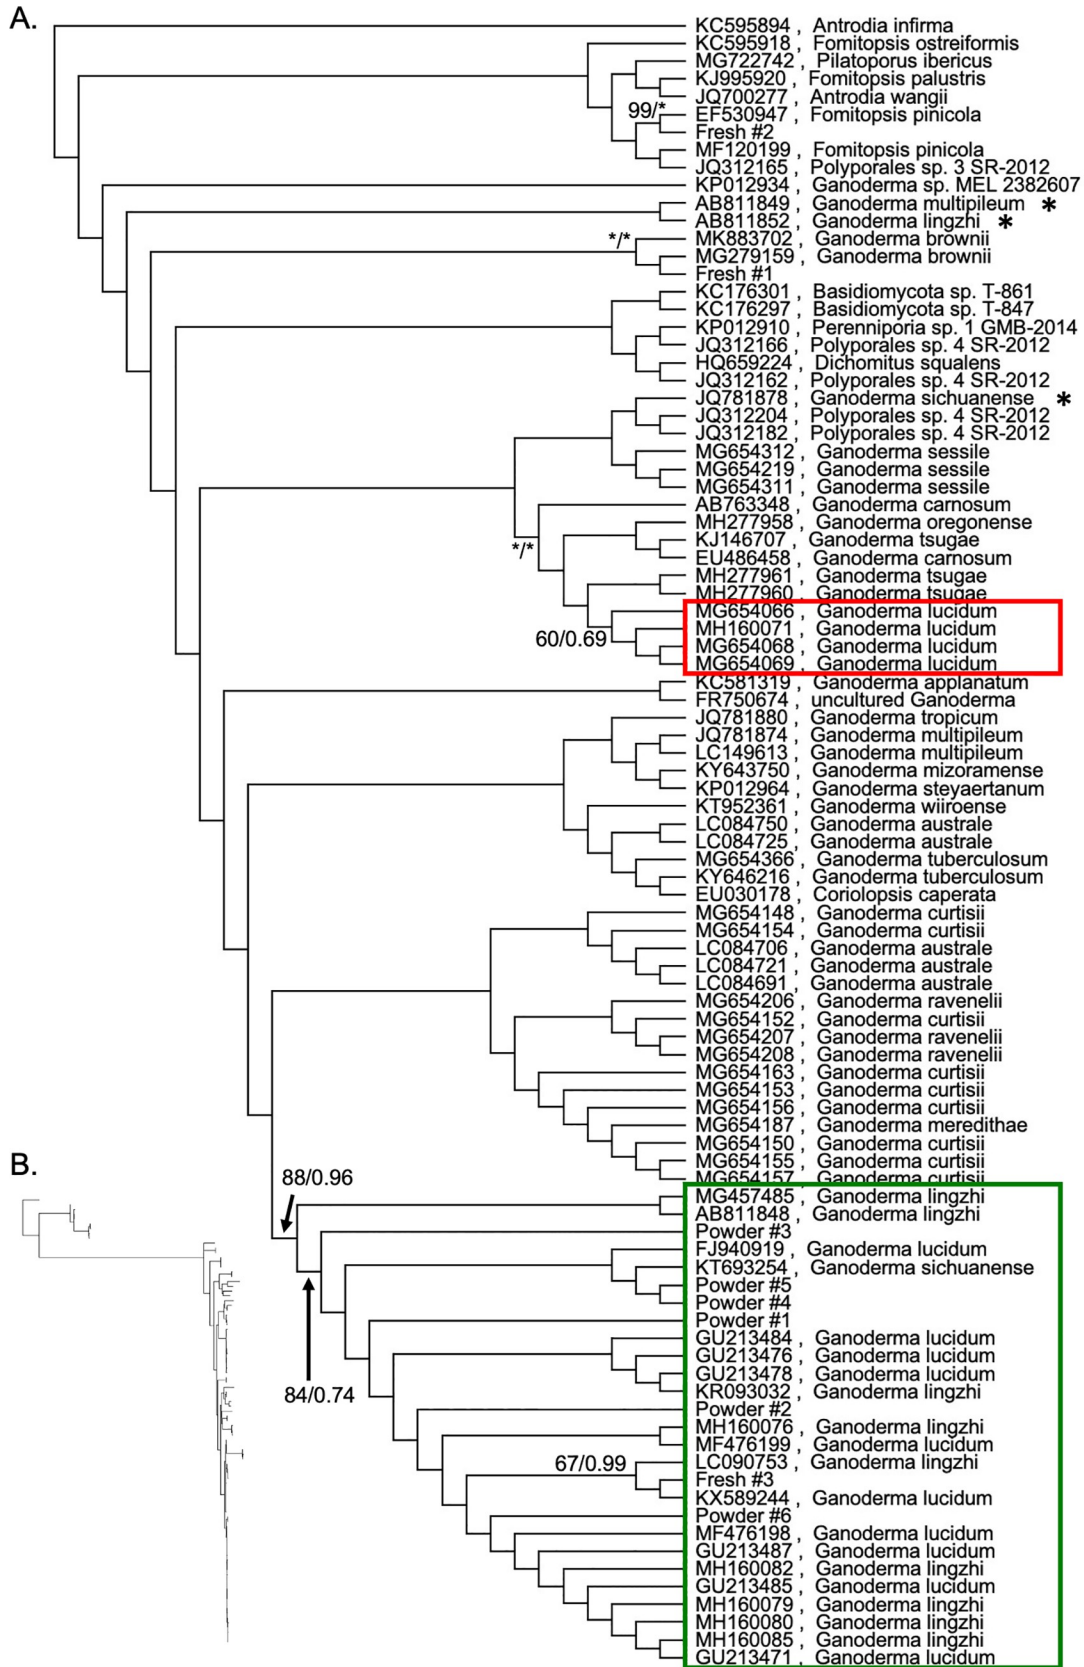 A.
KC595894 , Antrodia infirma
KC595918 , Fomitopsis ostreiformis
MG722742 , Pilatoporus ibericus
KJ995920 , Fomitopsis palustris
JQ700277 , Antrodia wangii
99/*
EF530947 , Fomitopsis pinicola
Fresh #2
MF120199 , Fomitopsis pinicola
JQ312165 , Polyporales sp. 3 SR-2012
KP012934 , Ganoderma sp. MEL 2382607
AB811849 , Ganoderma multipileum *
AB811852 , Ganoderma lingzhi *
*/*
MK883702 , Ganoderma brownii
MG279159 , Ganoderma brownii
Fresh #1
KC176301 , Basidiomycota sp. T-861
KC176297 , Basidiomycota sp. T-847
KP012910 , Perenniporia sp. 1 GMB-2014
JQ312166 , Polyporales sp. 4 SR-2012
HQ659224 , Dichomitus squalens
JQ312162 , Polyporales sp. 4 SR-2012
JQ781878 , Ganoderma sichuanense *
JQ312204 , Polyporales sp. 4 SR-2012
JQ312182 , Polyporales sp. 4 SR-2012
MG654312 , Ganoderma sessile
MG654219 , Ganoderma sessile
MG654311 , Ganoderma sessile
AB763348 , Ganoderma carnosum
MH277958 , Ganoderma oregonense
KJ146707 , Ganoderma tsugae
*/*
EU486458 , Ganoderma carnosum
MH277961 , Ganoderma tsugae
MH277960 , Ganoderma tsugae
MG654066 , Ganoderma lucidum
MH160071 , Ganoderma lucidum
60/0.69
MG654068 , Ganoderma lucidum
MG654069 , Ganoderma lucidum
KC581319 , Ganoderma applanatum
FR750674 , uncultured Ganoderma
JQ781880 , Ganoderma tropicum
JQ781874 , Ganoderma multipileum
LC149613 , Ganoderma multipileum
KY643750 , Ganoderma mizoramense
KP012964 , Ganoderma steyaertanum
KT952361 , Ganoderma wiiroense
LC084750 , Ganoderma australe
LC084725 , Ganoderma australe
MG654366 , Ganoderma tuberculosum
KY646216 , Ganoderma tuberculosum
EU030178 , Coriolopsis caperata
MG654148 , Ganoderma curtisii
MG654154 , Ganoderma curtisii
LC084706 , Ganoderma australe
LC084721 , Ganoderma australe
LC084691 , Ganoderma australe
MG654206 , Ganoderma ravenelii
MG654152 , Ganoderma curtisii
MG654207 , Ganoderma ravenelii
MG654208 , Ganoderma ravenelii
MG654163 , Ganoderma curtisii
MG654153 , Ganoderma curtisii
MG654156 , Ganoderma curtisii
MG654187 , Ganoderma meredithae
MG654150 , Ganoderma curtisii
MG654155 , Ganoderma curtisii
MG654157 , Ganoderma curtisii
B.
88/0.96
MG457485 , Ganoderma lingzhi
AB811848 , Ganoderma lingzhi
Powder #3
FJ940919 , Ganoderma lucidum
KT693254 , Ganoderma sichuanense
Powder #5
Powder #4
Powder #1
GU213484 , Ganoderma lucidum
GU213476 , Ganoderma lucidum
GU213478 , Ganoderma lucidum
KR093032 , Ganoderma lingzhi
84/0.74
Powder #2
MH160076 , Ganoderma lingzhi
MF476199 , Ganoderma lucidum
67/0.99
LC090753 , Ganoderma lingzhi
Fresh #3
KX589244 , Ganoderma lucidum
Powder #6
MF476198 , Ganoderma lucidum
GU213487 , Ganoderma lucidum
MH160082 , Ganoderma lingzhi
GU213485 , Ganoderma lucidum
MH160079 , Ganoderma lingzhi
MH160080 , Ganoderma lingzhi
MH160085 , Ganoderma lingzhi
GU213471 , Ganoderma lucidum